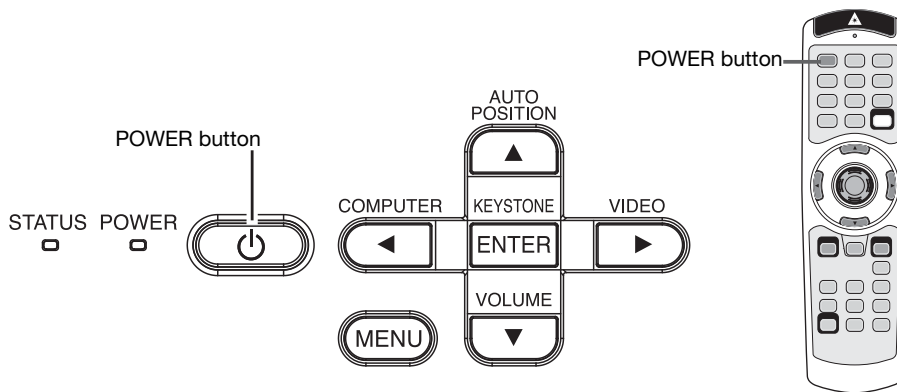 POWER button
AUTO
POSITION
POWER button
STATUS POWER
COMPUTER KEYSTONE VIDEO
ENTER
VOLUME
MENU